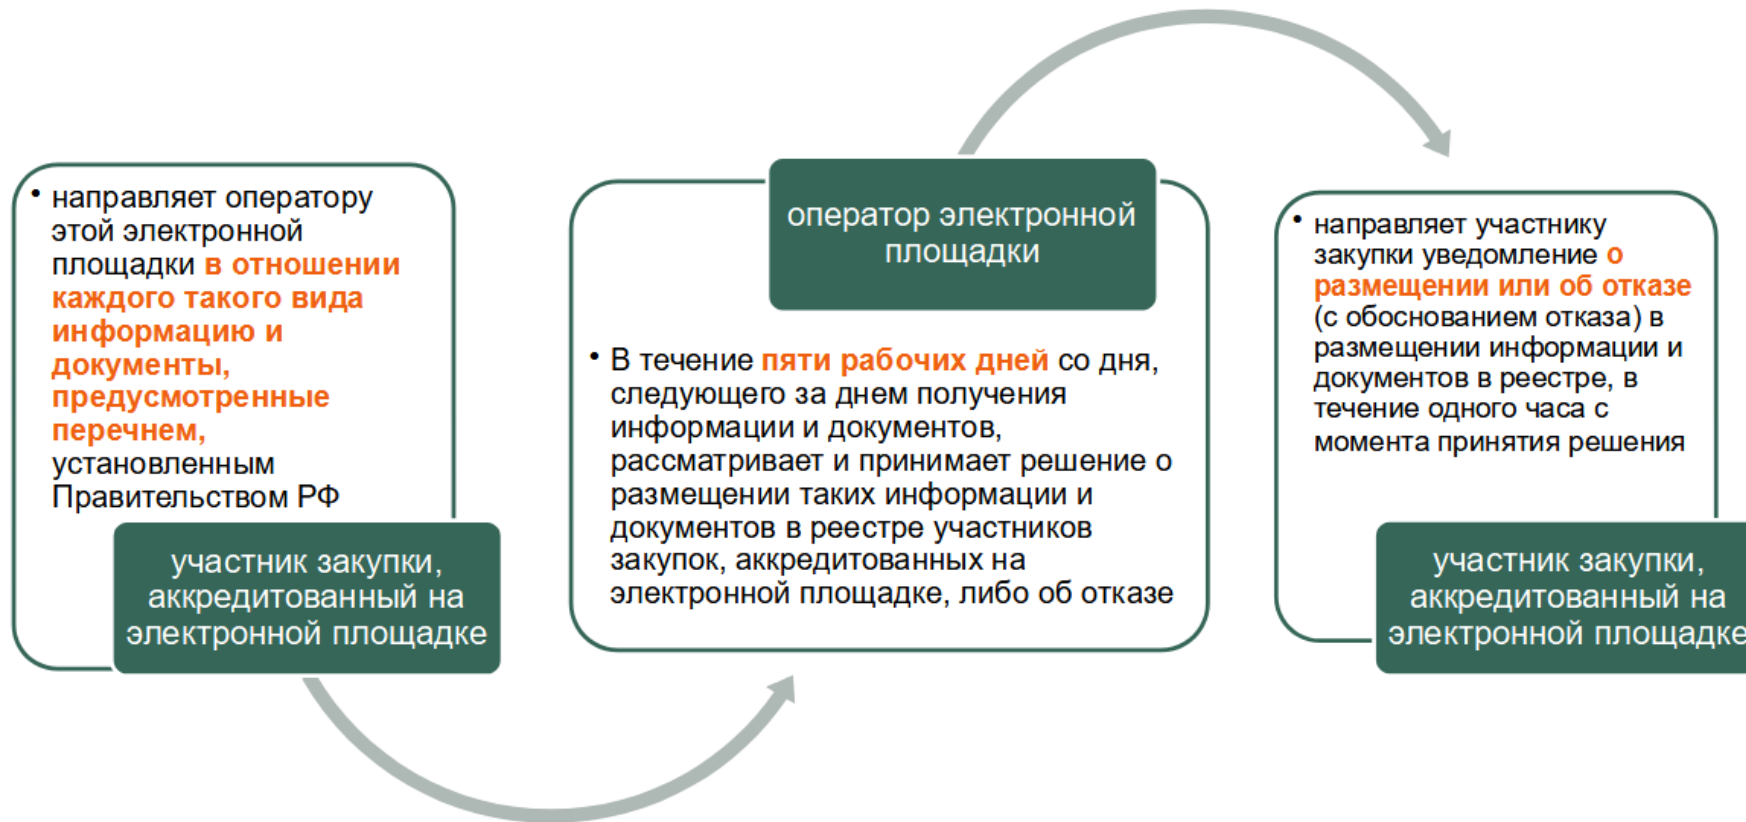 • направляет оператору
этой электронной
площадки в отношении
каждого такого вида
информацию и
документы,
предусмотренные
перечнем,
установленным
Правительством РФ
участник закупки,
аккредитованный на
электронной площадке
оператор электронной
площадки
• В течение пяти рабочих дней со дня,
следующего за днем получения
информации и документов,
рассматривает и принимает решение о
размещении таких информации и
документов в реестре участников
закупок, аккредитованных на
электронной площадке, либо об отказе
• направляет участнику
закупки уведомление о
размещении или об отказе
(с обоснованием отказа) в
размещении информации и
документов в реестре, в
течение одного часа с
момента принятия решения
участник закупки,
аккредитованный на
электронной площадке